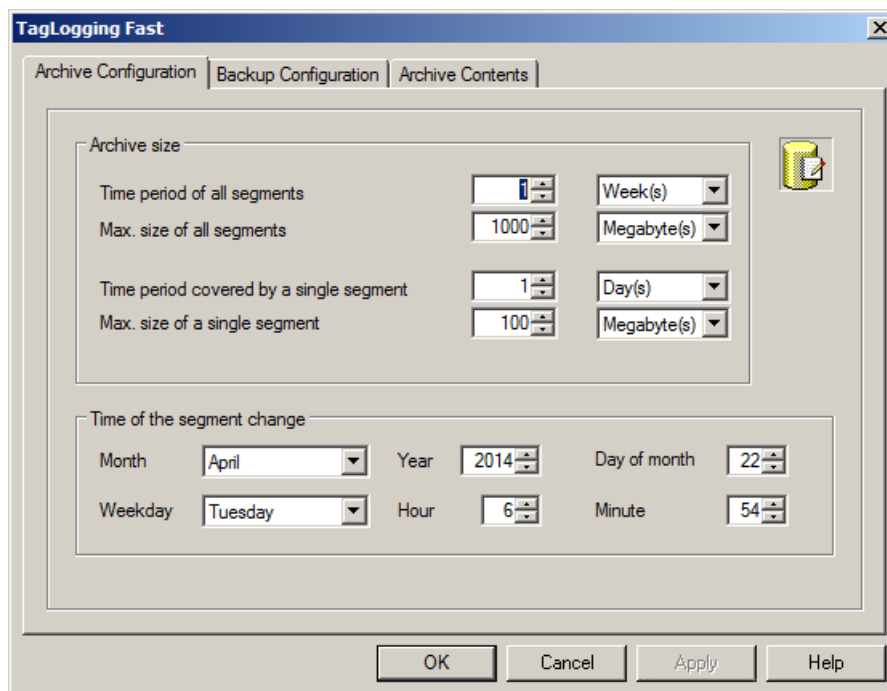 TagLogging Fast
Archive Configuration Backup Configuration Archive Contents
Archive size
Time period of all segments 1 Week(s)
Max. size of all segments 1000 Megabyte(s)
Time period covered by a single segment 1 Day(s)
Max. size of a single segment 100 Megabyte(s)
Time of the segment change
Month April Year 2014 Day of month 22
Weekday Tuesday Hour 6 Minute 54
OK Cancel Apply Help